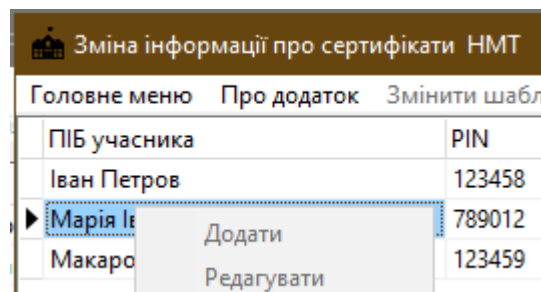 Зміна інформації про сертифікати НМТ
Головне меню Про додаток Змінити шабл
ПІБ учасника PIN
Іван Петров 123458
Марія Ів 789012
Макаро 123459
Додати
Редагувати